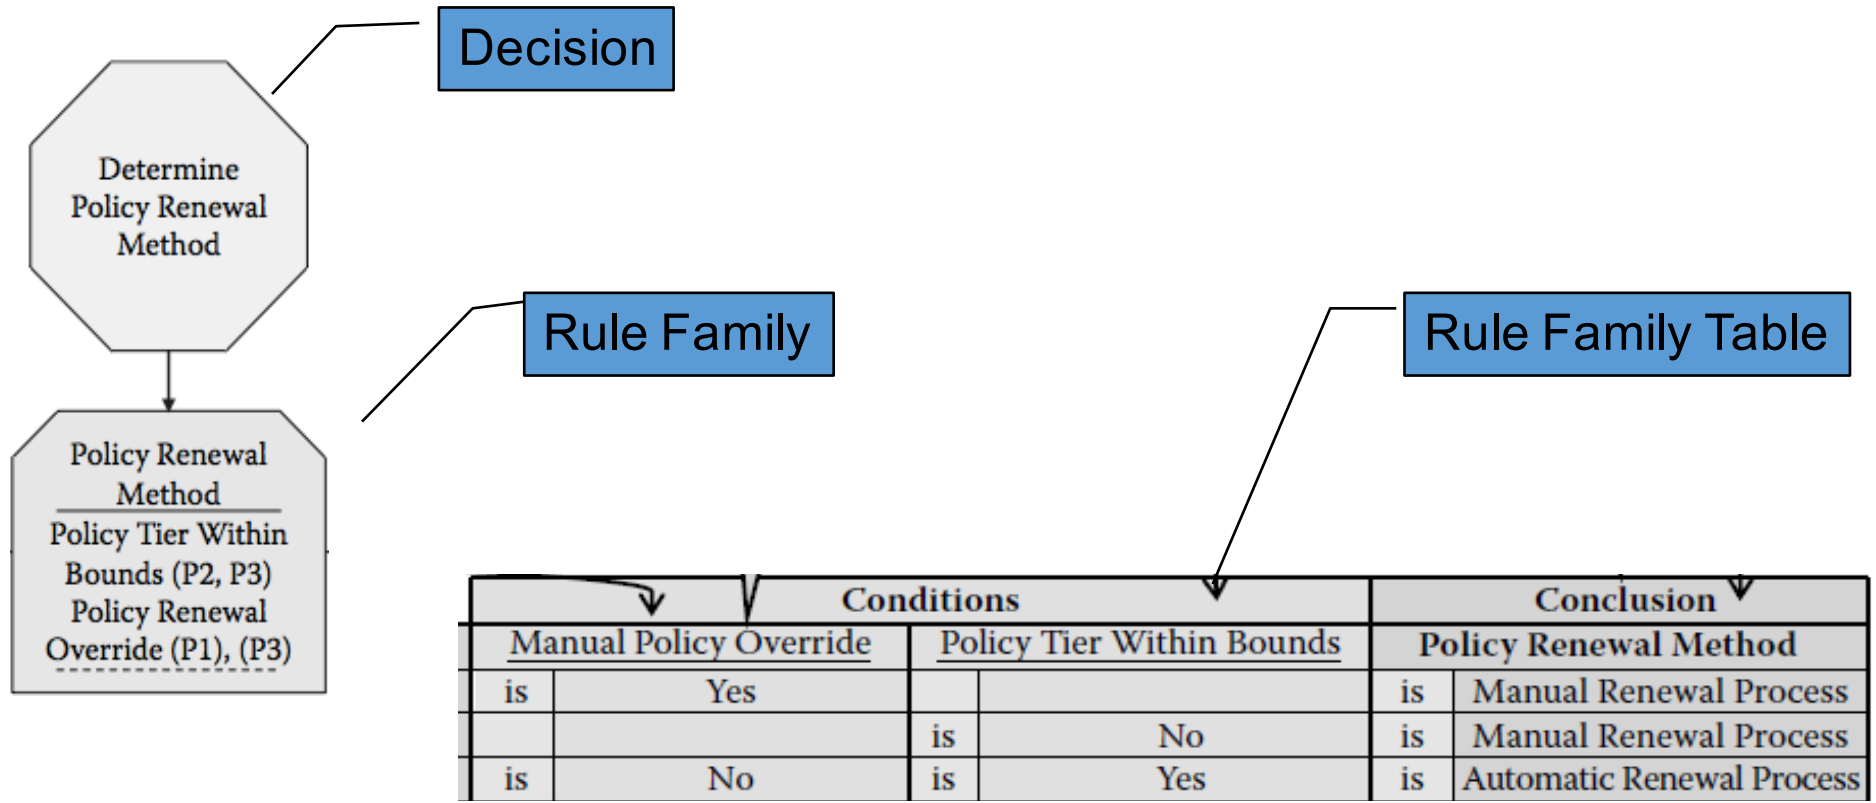 Decision
Determine
Policy Renewal
Method
Rule Family
Rule Family Table
Policy Renewal
Method
Policy Tier Within
Bounds (P2, P3)
Policy Renewal
Override (P1), (P3)
Conditions Conclusion
Manual Policy Override Policy Tier Within Bounds Policy Renewal Method
is Yes is Manual Renewal Process
is No is Manual Renewal Process
is No is Yes is Automatic Renewal Process